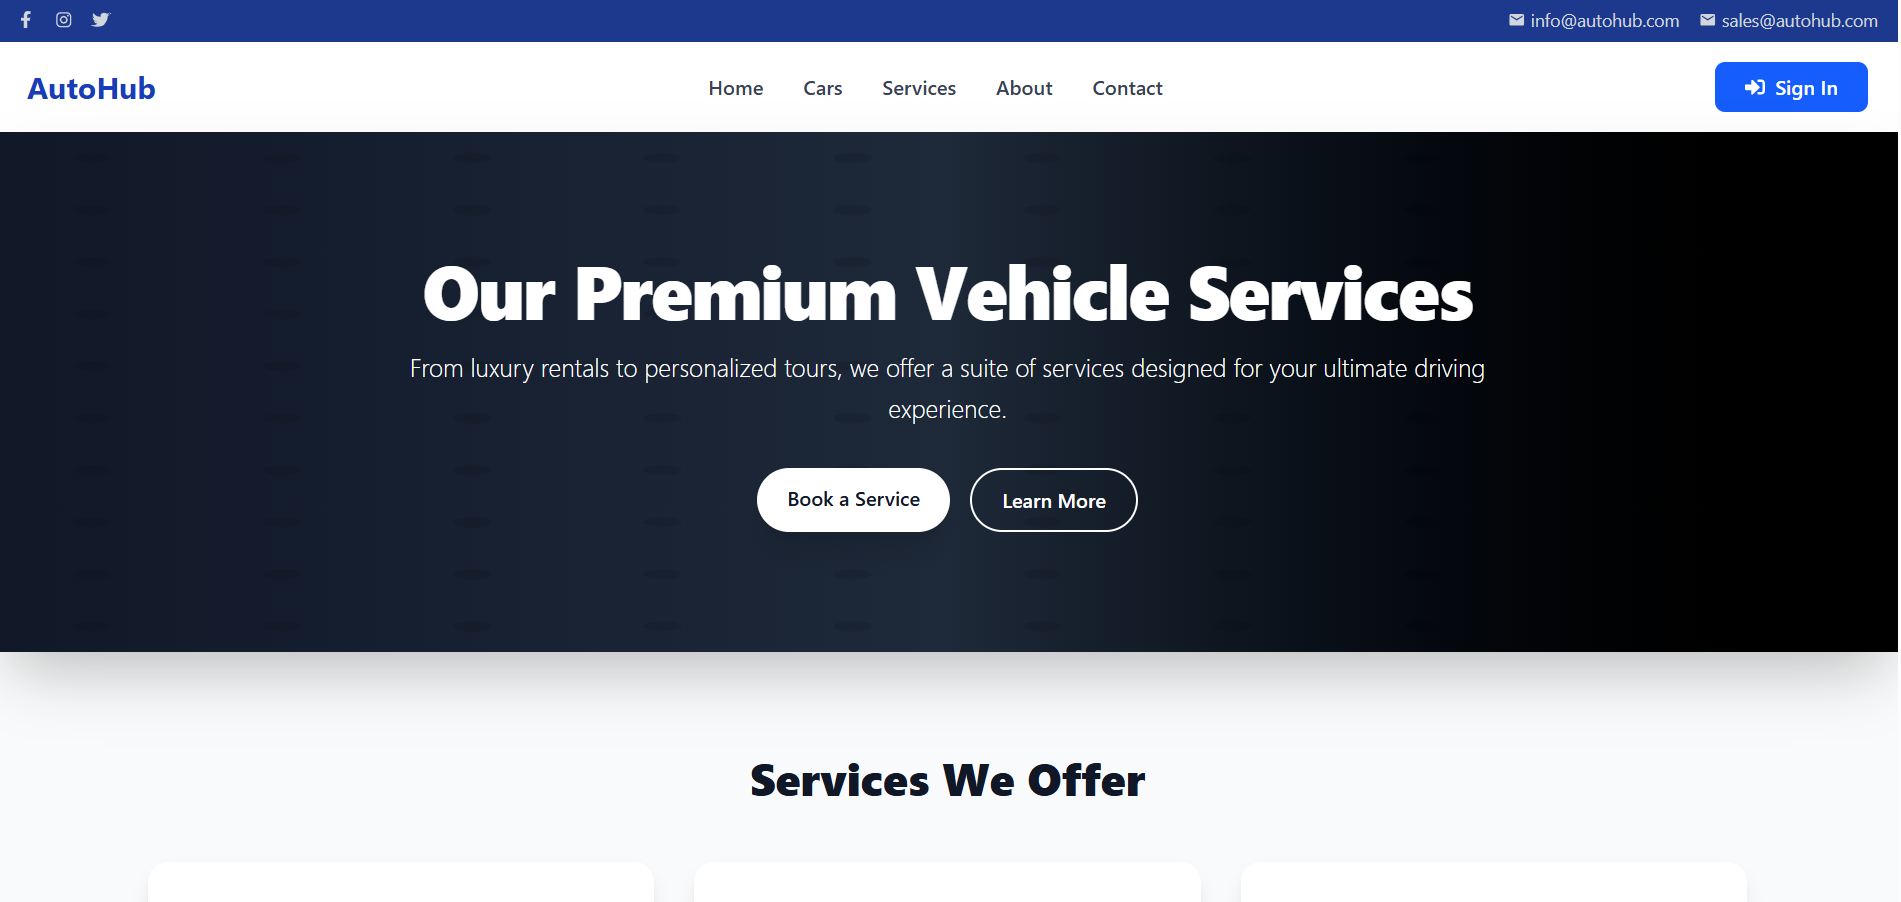 info@autohub.com sales@autohub.com
AutoHub Home Cars Services About Contact Sign In
Our Premium Vehicle Services
From luxury rentals to personalized tours, we offer a suite of services designed for your ultimate driving
experience.
Book a Service Learn More
Services We Offer